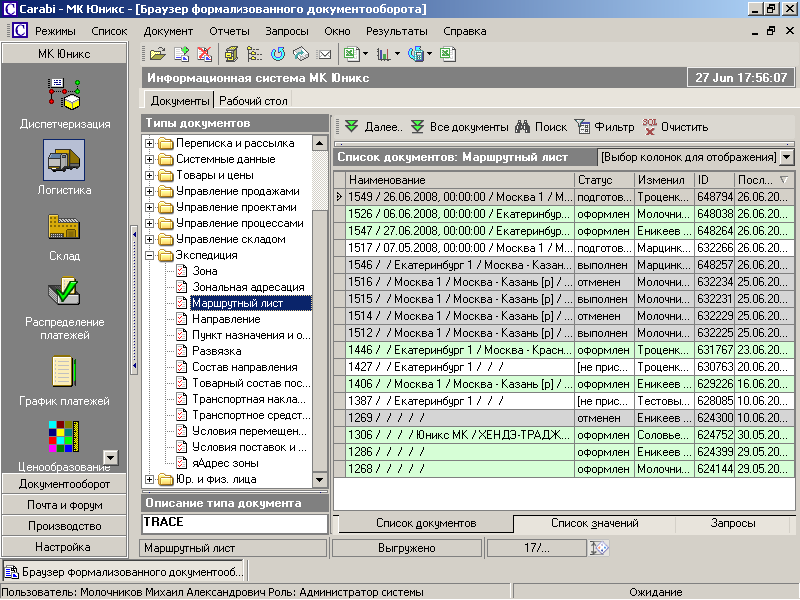 Carabi - МК Юникс - [Браузер формализованного документооборота]
Режимы Список Документ Отчеты Запросы Окно Результаты Справка
МК Юникс
Информационная система МК Юникс 27 Jun 17:56:07
Документы Рабочий стол
Диспетчеризация
Логистика
Склад
Распределение платежей
График платежей
Ценообразование
Документооборот
Почта и форум
Производство
Настройка
Типы документов
Переписка и рассылка
Системные данные
Товары и цены
Управление продажами
Управление проектами
Управление процессами
Управление складом
Экспедиция
Зона
Зональная адресация
Маршрутный лист
Направление
Пункт назначения и о...
Развязка
Состав направления
Товарный состав пос...
Транспортная накла...
Транспортное средст...
Условия перемещен...
Условия поставок и ...
яАдрес зоны
Юр. и физ. лица
Описание типа документа
TRACE
Далее.. Все документы Поиск Фильтр SQL Очистить
Список документов: Маршрутный лист [Выбор колонок для отображения]
Наименование Статус Изменил ID Посл...
1549 / 26.06.2008, 00:00:00 / Москва 1 / М... подготов... Троценк... 648794 26.06.20...
1526 / 06.06.2008, 00:00:00 / Екатеринбур... оформлен Молочни... 648038 26.06.20...
1547 / 27.06.2008, 00:00:00 / Екатеринбур... оформлен Еникеев ... 648264 26.06.20...
1517 / 07.05.2008, 00:00:00 / Москва 1 / М... подготов... Марцинк... 632266 26.06.20...
1546 / / Екатеринбург 1 / Москва - Казан... выполнен Марцинк... 648257 26.06.20...
1516 / / Москва 1 / Москва - Казань [р] / ... отменен Молочни... 632234 25.06.20...
1515 / / Москва 1 / Москва - Казань [р] / ... выполнен Молочни... 632231 25.06.20...
1514 / / Москва 1 / Москва - Казань [р] / ... отменен Молочни... 632229 25.06.20...
1512 / / Москва 1 / Москва - Казань [р] / ... выполнен Молочни... 632225 25.06.20...
1446 / / Екатеринбург 1 / Москва - Красн... оформлен Троценк... 631767 23.06.20...
1427 / / Екатеринбург 1 / / / [не прис... Троценк... 630763 20.06.20...
1406 / / Москва 1 / Москва - Казань [р] / ... оформлен Еникеев ... 629226 16.06.20...
1387 / / Екатеринбург 1 / / / [не прис... Тестовы... 628085 10.06.20...
1269 / / / / / отменен Еникеев ... 624300 10.06.20...
1306 / / / / Юникс МК / ХЕНДЭ-ТРАДЖ... оформлен Соловье... 624752 30.05.20...
1286 / / / / / оформлен Еникеев ... 624399 29.05.20...
1268 / / / / / оформлен Молочни... 624144 29.05.20...
Список документов Список значений Запросы
Маршрутный лист Выгружено 17/...
Браузер формализованного документооб...
Пользователь: Молочников Михаил Александрович Роль: Администратор системы Ожидание